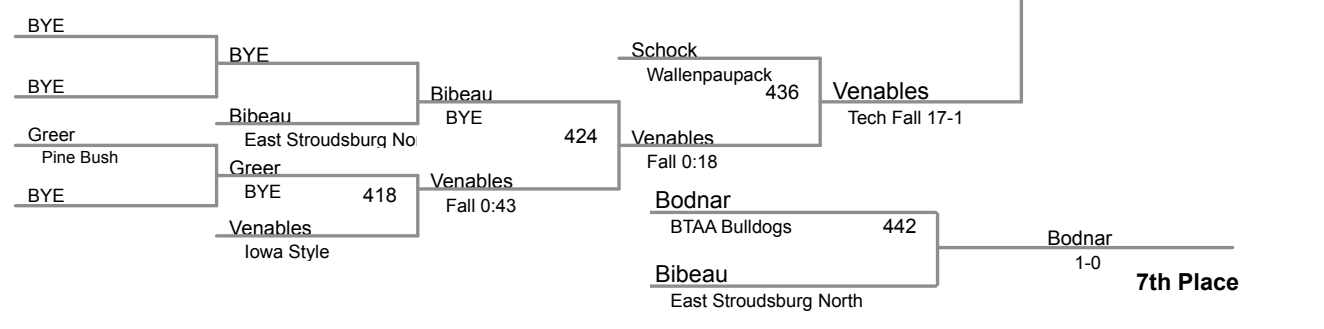 BYE
BYE
BYE
Bibeau
East Stroudsburg No
Greer
Pine Bush
BYE
Greer
BYE
418
Venables
Iowa Style
Bibeau
BYE
424
Venables
Fall 0:43
Schock
Wallenpaupack
436
Venables
Fall 0:18
Venables
Tech Fall 17-1
Bodnar
BTAA Bulldogs
442
Bibeau
East Stroudsburg North
Bodnar
1-0
7th Place